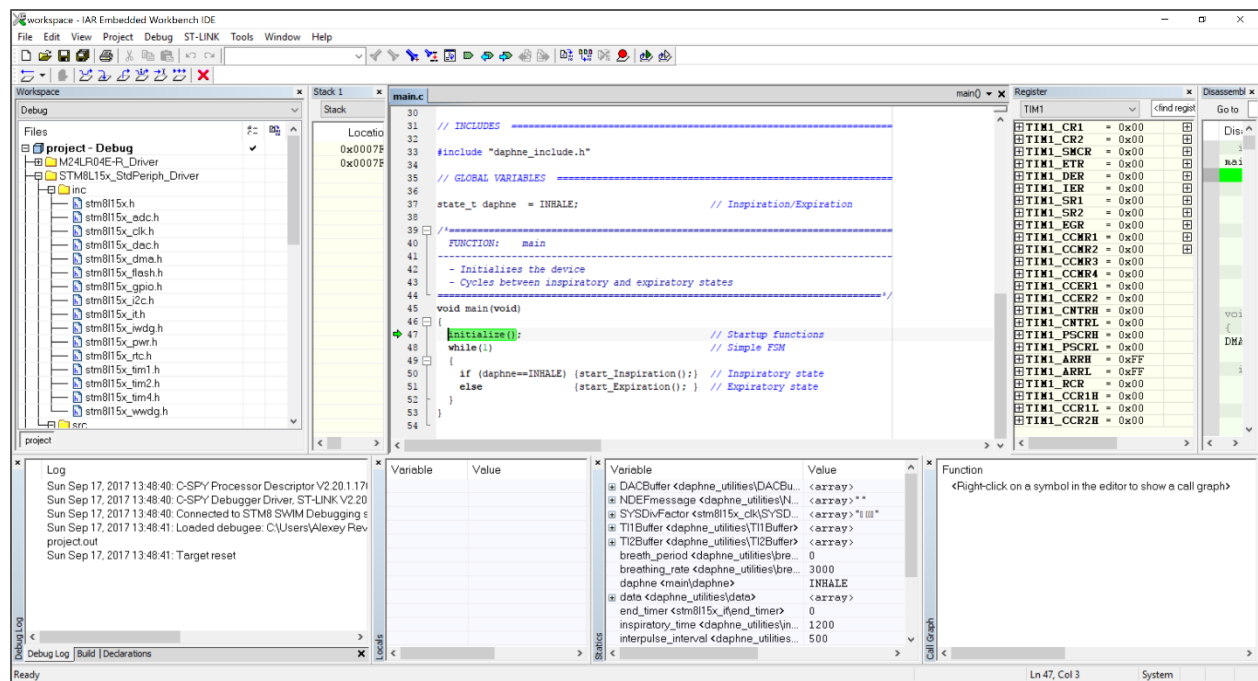 workspace - IAR Embedded Workbench IDE
File Edit View Project Debug ST-LINK Tools Window Help
Workspace
Debug
Files
project - Debug
M24LR04E-R_Driver
STM8L15x_StdPeriph_Driver
inc
stm8l15x.h
stm8l15x_adc.h
stm8l15x_clk.h
stm8l15x_dac.h
stm8l15x_dma.h
stm8l15x_flash.h
stm8l15x_gpio.h
stm8l15x_i2c.h
stm8l15x_it.h
stm8l15x_iwdg.h
stm8l15x_pwr.h
stm8l15x_rtc.h
stm8l15x_tim1.h
stm8l15x_tim2.h
stm8l15x_tim4.h
stm8l15x_wwdg.h
src
project
Stack 1
Stack
Locatio
0x0007F
0x0007F
main.c
main()
30
31 // INCLUDES ==========================================================
32
33 #include "daphne_include.h"
34
35 // GLOBAL VARIABLES ==================================================
36
37 state_t daphne = INHALE; // Inspiration/Expiration
38
39 /*====================================================================
40 FUNCTION: main
41 ----------------------------------------------------------------------
42 - Initializes the device
43 - Cycles between inspiratory and expiratory states
44 ====================================================================*/
45 void main(void)
46 {
47 initialize(); // Startup functions
48 while(1) // Simple FSM
49 {
50 if (daphne==INHALE) {start_Inspiration();} // Inspiratory state
51 else {start_Expiration(); } // Expiratory state
52 }
53 }
54
Register
TIM1 <find regist
TIM1_CR1 = 0x00
TIM1_CR2 = 0x00
TIM1_SMCR = 0x00
TIM1_ETR = 0x00
TIM1_DER = 0x00
TIM1_IER = 0x00
TIM1_SR1 = 0x00
TIM1_SR2 = 0x00
TIM1_EGR = 0x00
TIM1_CCMR1 = 0x00
TIM1_CCMR2 = 0x00
TIM1_CCMR3 = 0x00
TIM1_CCMR4 = 0x00
TIM1_CCER1 = 0x00
TIM1_CCER2 = 0x00
TIM1_CNTRH = 0x00
TIM1_CNTRL = 0x00
TIM1_PSCRH = 0x00
TIM1_PSCRL = 0x00
TIM1_ARRH = 0xFF
TIM1_ARRL = 0xFF
TIM1_RCR = 0x00
TIM1_CCR1H = 0x00
TIM1_CCR1L = 0x00
TIM1_CCR2H = 0x00
Disassembl
Go to
Disa
i
mai
voi
{
DMA
i
Log
Sun Sep 17, 2017 13:48:40: C-SPY Processor Descriptor V2.20.1.17
Sun Sep 17, 2017 13:48:40: C-SPY Debugger Driver, ST-LINK V2.20
Sun Sep 17, 2017 13:48:40: Connected to STM8 SWIM Debugging s
Sun Sep 17, 2017 13:48:41: Loaded debugee: C:\Users\Alexey Rev
project.out
Sun Sep 17, 2017 13:48:41: Target reset
Debug Log
Debug Log Build Declarations
Variable Value
Locals
Variable Value
DACBuffer <daphne_utilities\DACBu... <array>
NDEFmessage <daphne_utilities\N... <array>""
SYSDivFactor <stm8l15x_clk\SYSD... <array>
TI1Buffer <daphne_utilities\TI1Buffer> <array>
TI2Buffer <daphne_utilities\TI2Buffer> <array>
breath_period <daphne_utilities\bre... 0
breathing_rate <daphne_utilities\bre... 3000
daphne <main\daphne> INHALE
data <daphne_utilities\data> <array>
end_timer <stm8l15x_it\end_timer> 0
inspiratory_time <daphne_utilities\in... 1200
interpulse_interval <daphne_utilities... 500
Statics
Function
<Right-click on a symbol in the editor to show a call graph>
Call Graph
Ready Ln 47, Col 3 System